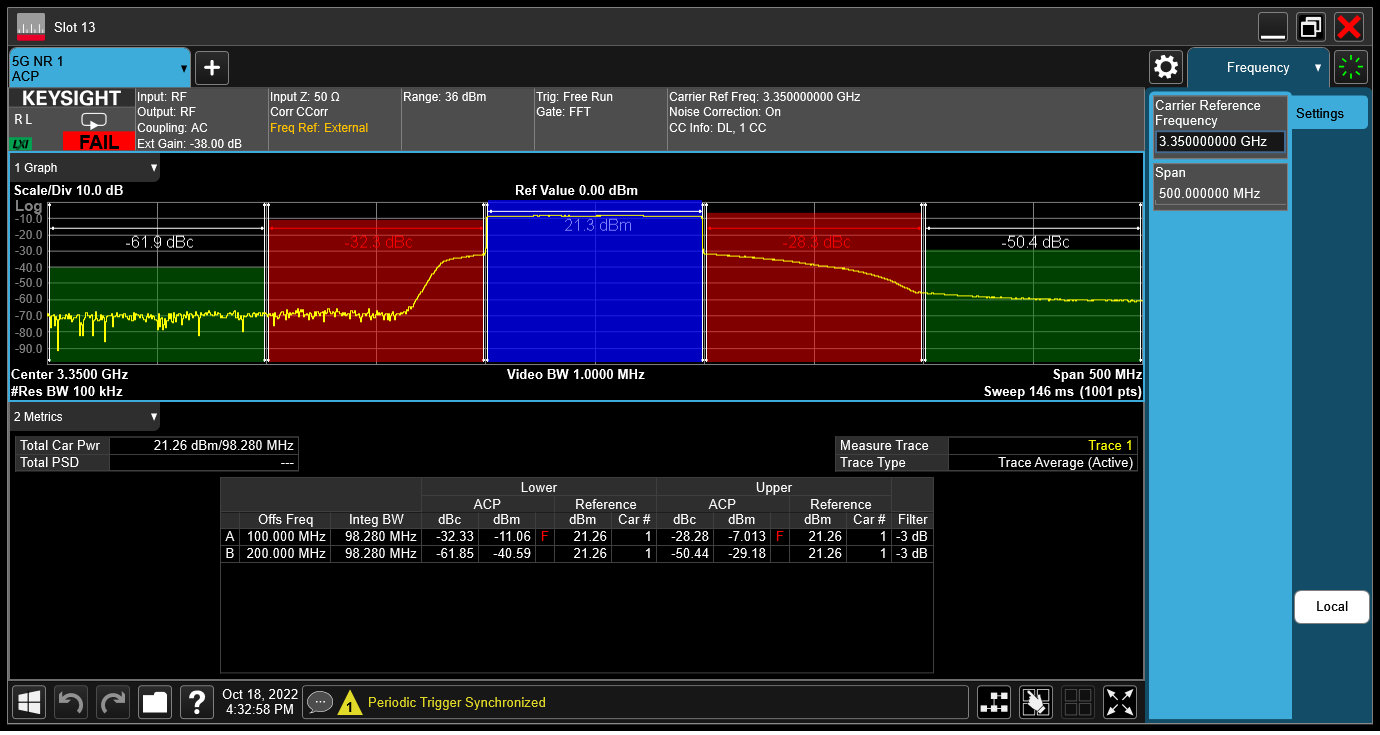 Slot 13
5G NR 1
ACP
Frequency
KEYSIGHT
R L
LXI
FAIL
Input: RF
Output: RF
Coupling: AC
Ext Gain: -38.00 dB
Input Z: 50 Ω
Corr CCorr
Freq Ref: External
Range: 36 dBm
Trig: Free Run
Gate: FFT
Carrier Ref Freq: 3.350000000 GHz
Noise Correction: On
CC Info: DL, 1 CC
Carrier Reference
Frequency
3.350000000 GHz
Span
500.000000 MHz
Settings
1 Graph
Scale/Div 10.0 dB
Ref Value 0.00 dBm
Log
-10.0
-20.0
-30.0
-40.0
-50.0
-60.0
-70.0
-80.0
-90.0
-61.9 dBc
-32.3 dBc
21.3 dBm
-28.3 dBc
-50.4 dBc
Center 3.3500 GHz
Video BW 1.0000 MHz
Span 500 MHz
#Res BW 100 kHz
Sweep 146 ms (1001 pts)
2 Metrics
Total Car Pwr 21.26 dBm/98.280 MHz
Total PSD ---
Measure Trace Trace 1
Trace Type Trace Average (Active)
Lower Upper
ACP Reference ACP Reference
Offs Freq Integ BW dBc dBm dBm Car # dBc dBm dBm Car # Filter
A 100.000 MHz 98.280 MHz -32.33 -11.06 F 21.26 1 -28.28 -7.013 F 21.26 1 -3 dB
B 200.000 MHz 98.280 MHz -61.85 -40.59 21.26 1 -50.44 -29.18 21.26 1 -3 dB
Local
?
Oct 18, 2022
4:32:58 PM
1
Periodic Trigger Synchronized